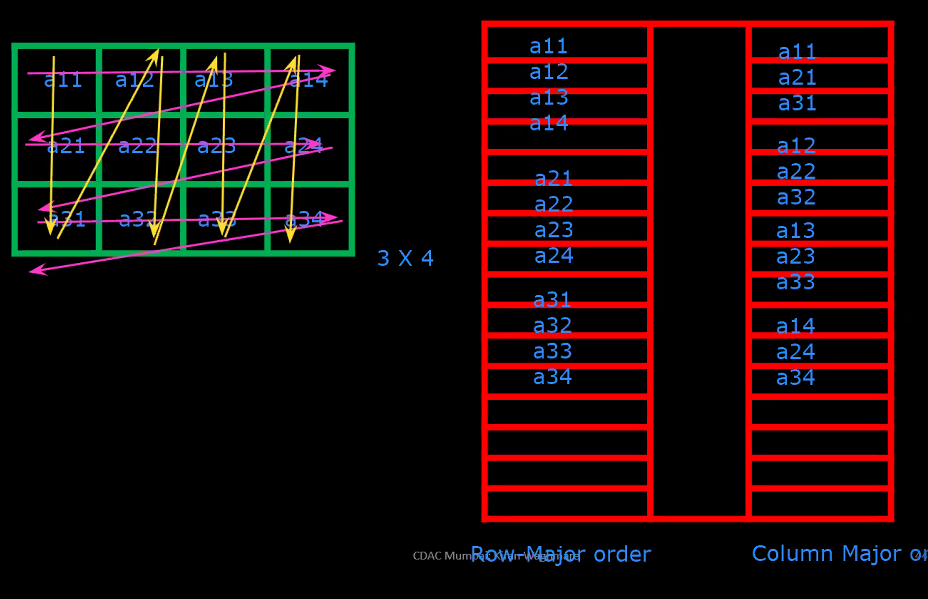 a11 a12 a13 a14
a21 a22 a23 a24
a31 a32 a33 a34
3 X 4
a11
a12
a13
a14
a21
a22
a23
a24
a31
a32
a33
a34
a11
a21
a31
a12
a22
a32
a13
a23
a33
a14
a24
a34
CDAC Mumbai: Kiran Waghmare
Row-Major order
Column Major or